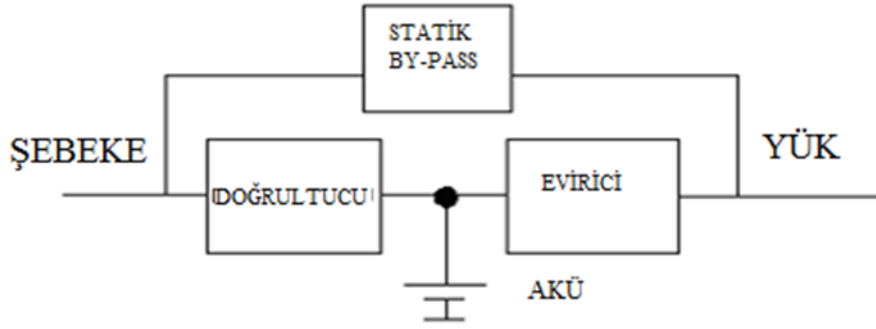 STATİK
BY-PASS
ŞEBEKE
YÜK
DOĞRULTUCU
EVİRİCİ
AKÜ